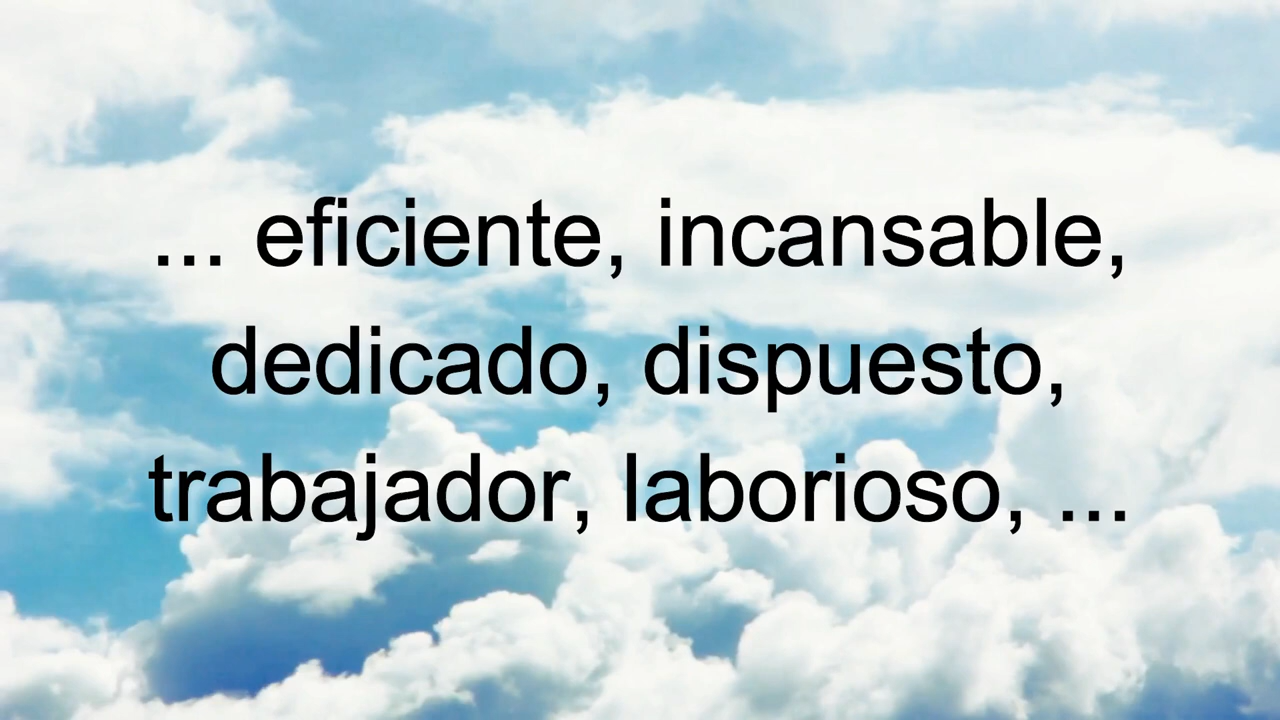 ... eficiente, incansable,
dedicado, dispuesto,
trabajador, laborioso, ...